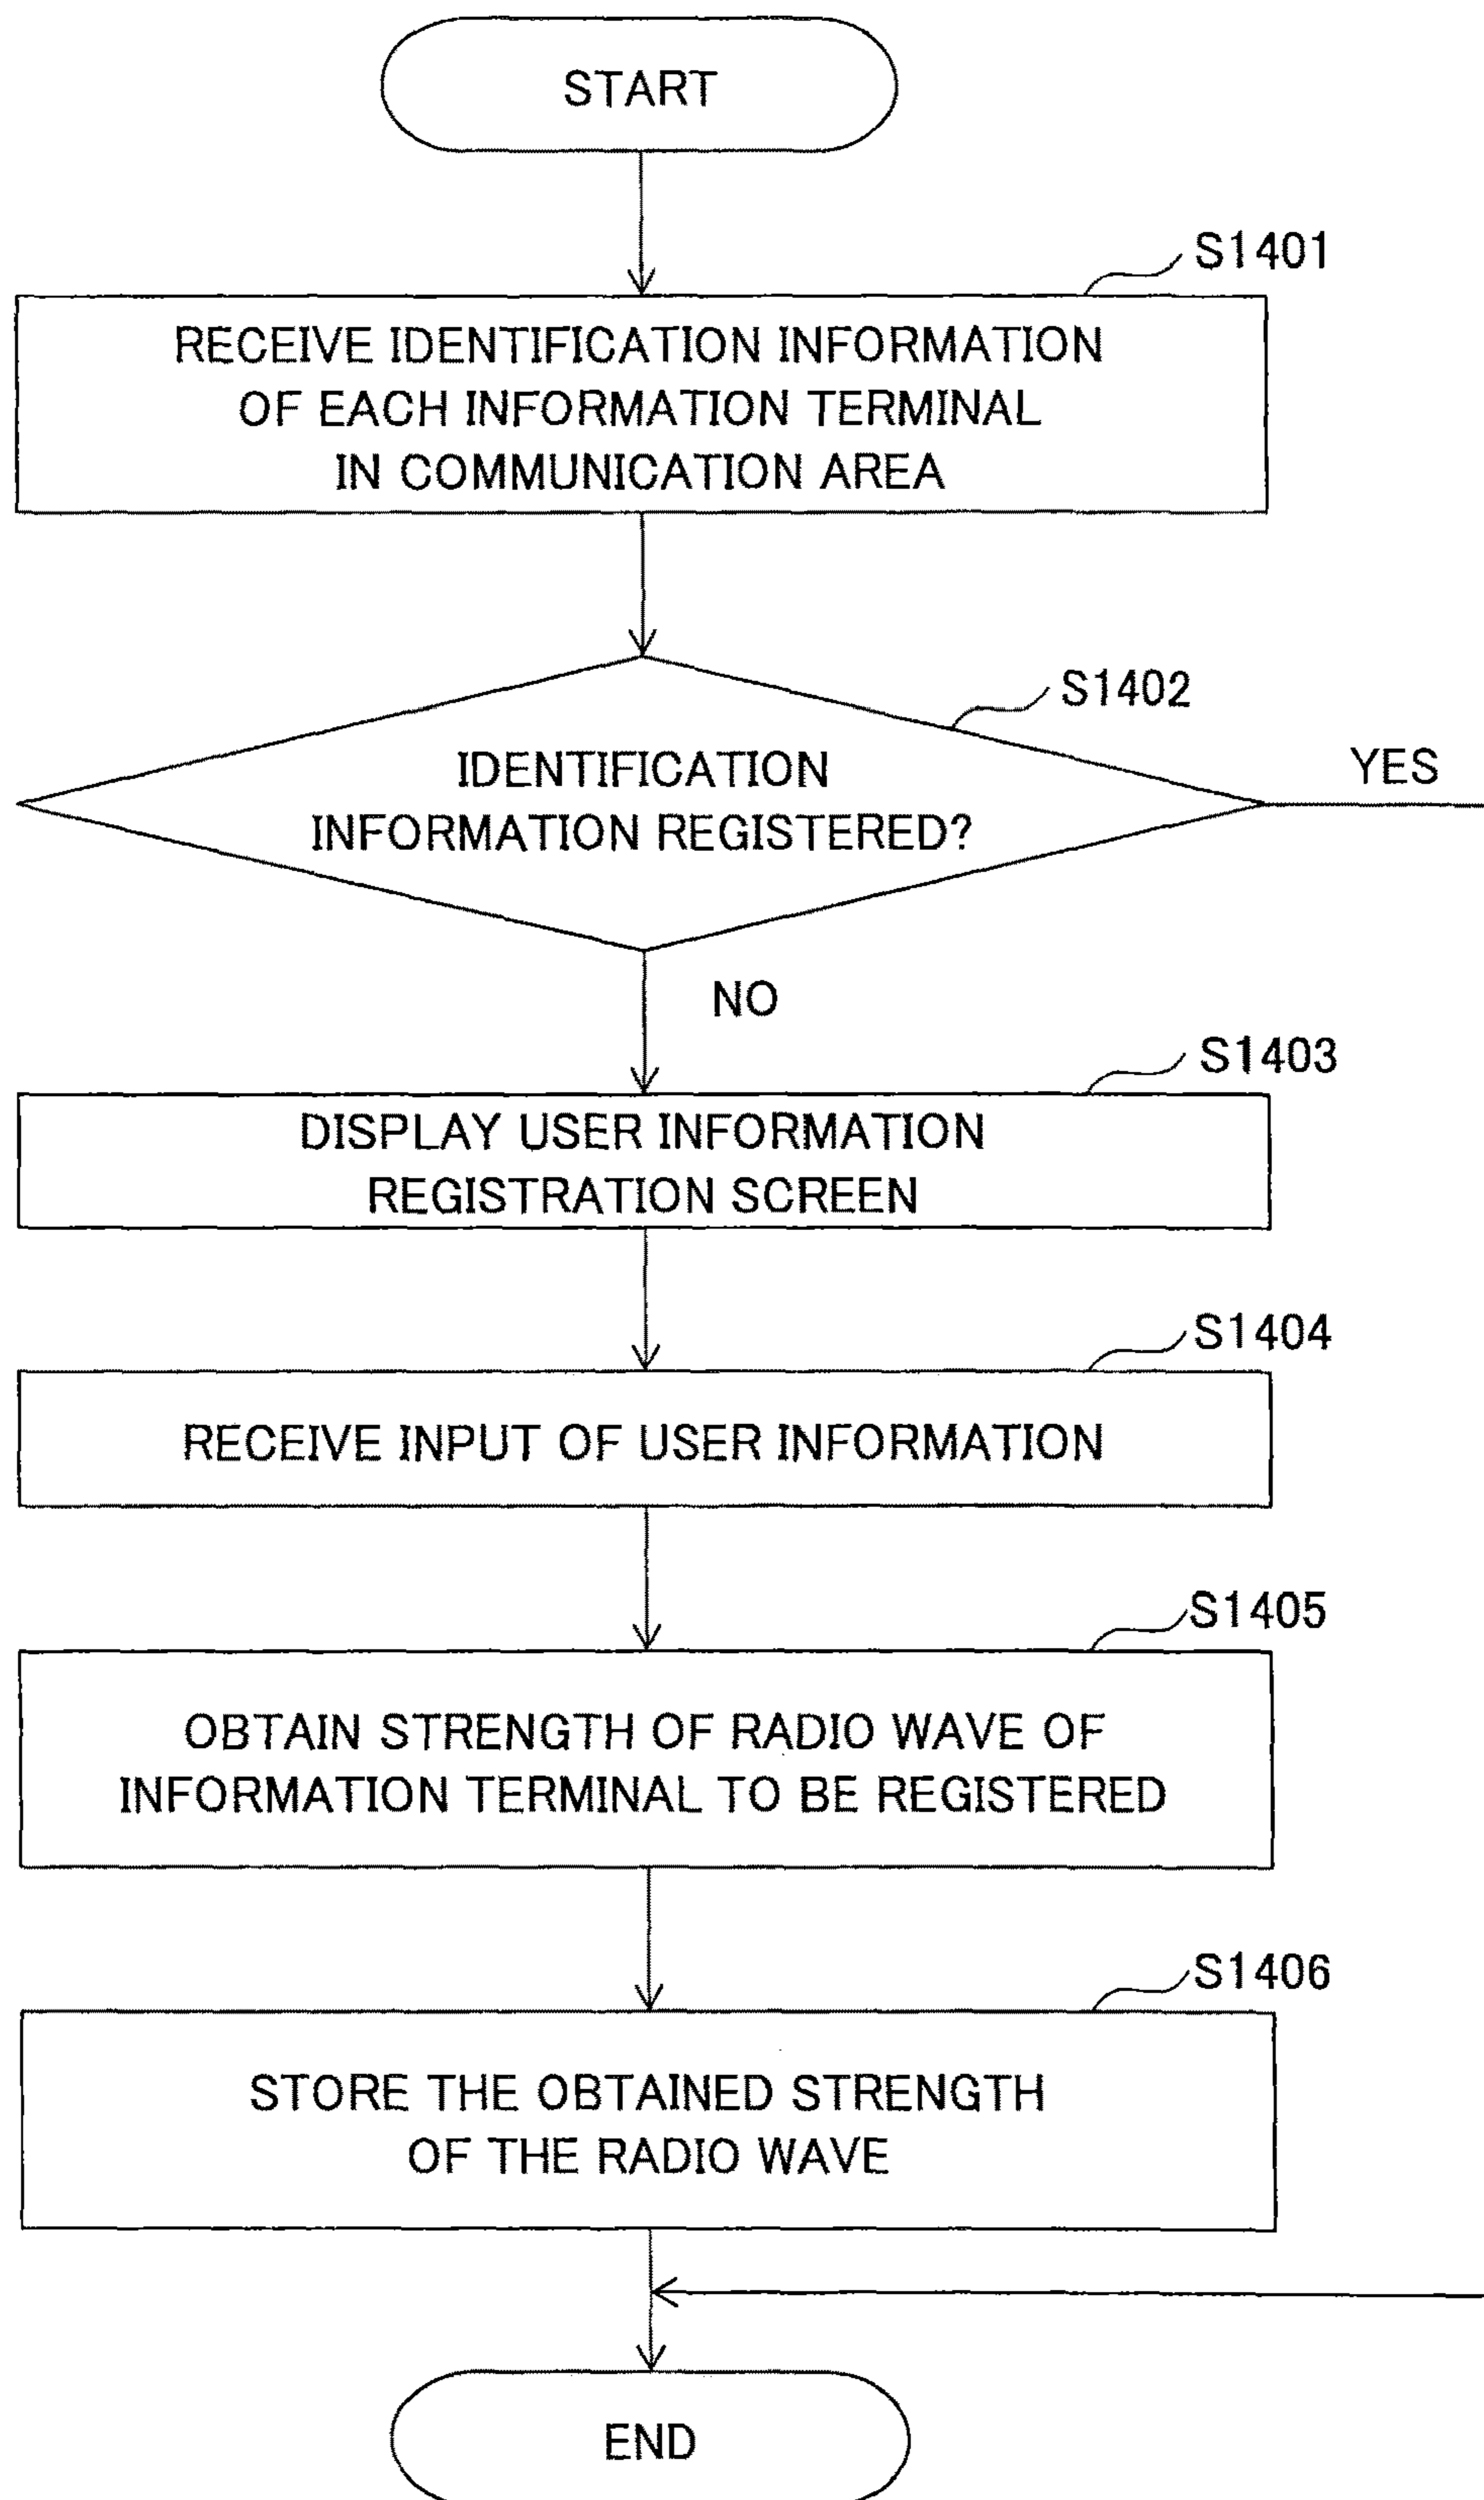 START
S1401
RECEIVE IDENTIFICATION INFORMATION
OF EACH INFORMATION TERMINAL
IN COMMUNICATION AREA
S1402
IDENTIFICATION
INFORMATION REGISTERED?
YES
NO
S1403
DISPLAY USER INFORMATION
REGISTRATION SCREEN
S1404
RECEIVE INPUT OF USER INFORMATION
S1405
OBTAIN STRENGTH OF RADIO WAVE OF
INFORMATION TERMINAL TO BE REGISTERED
S1406
STORE THE OBTAINED STRENGTH
OF THE RADIO WAVE
END